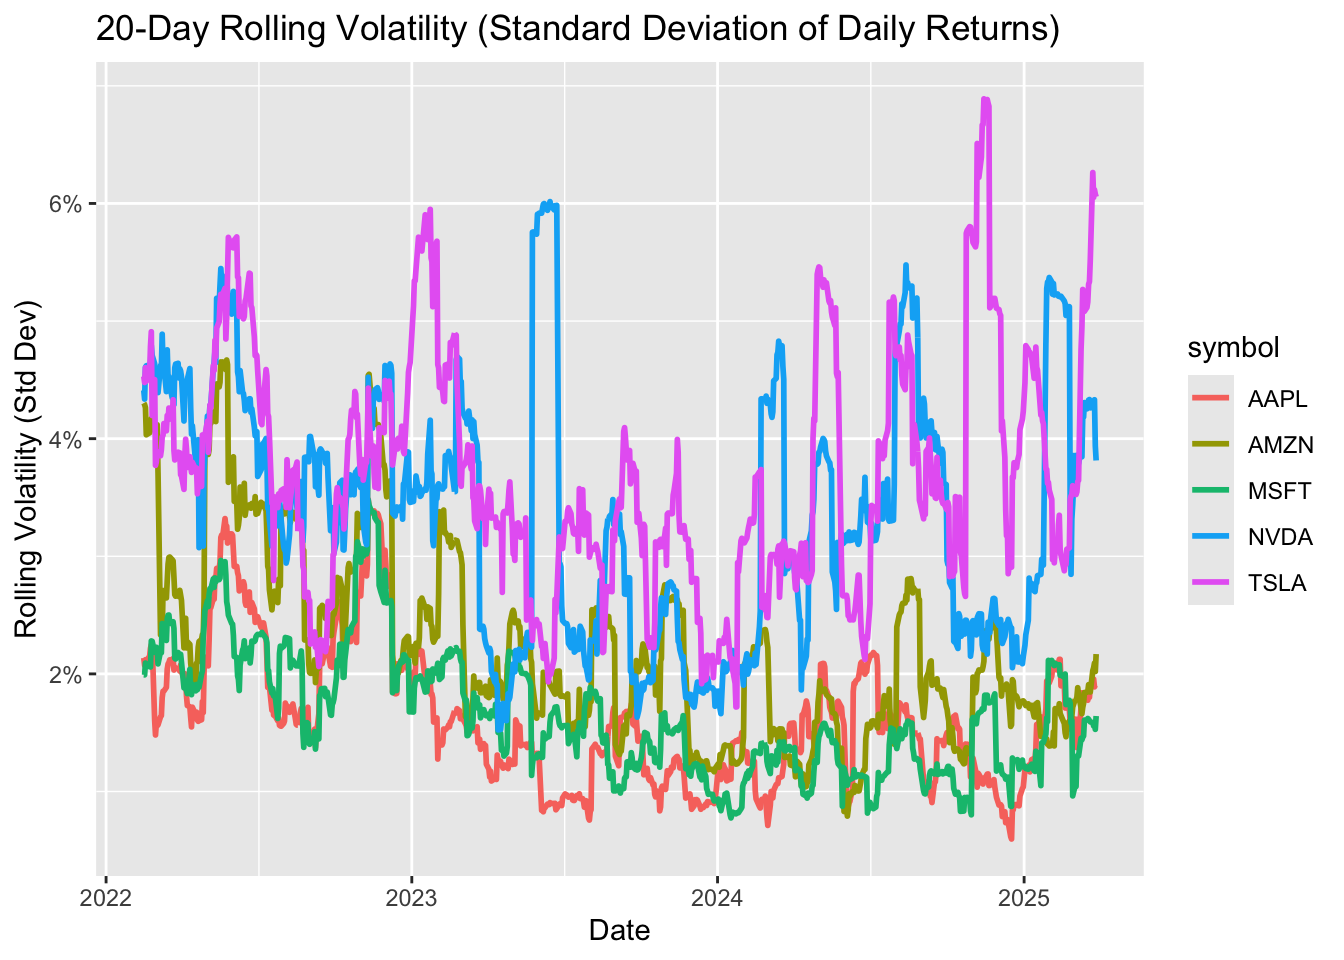 20-Day Rolling Volatility (Standard Deviation of Daily Returns)
Rolling Volatility (Std Dev)
6%
4%
2%
2022
2023
2024
2025
Date
symbol
AAPL
AMZN
MSFT
NVDA
TSLA